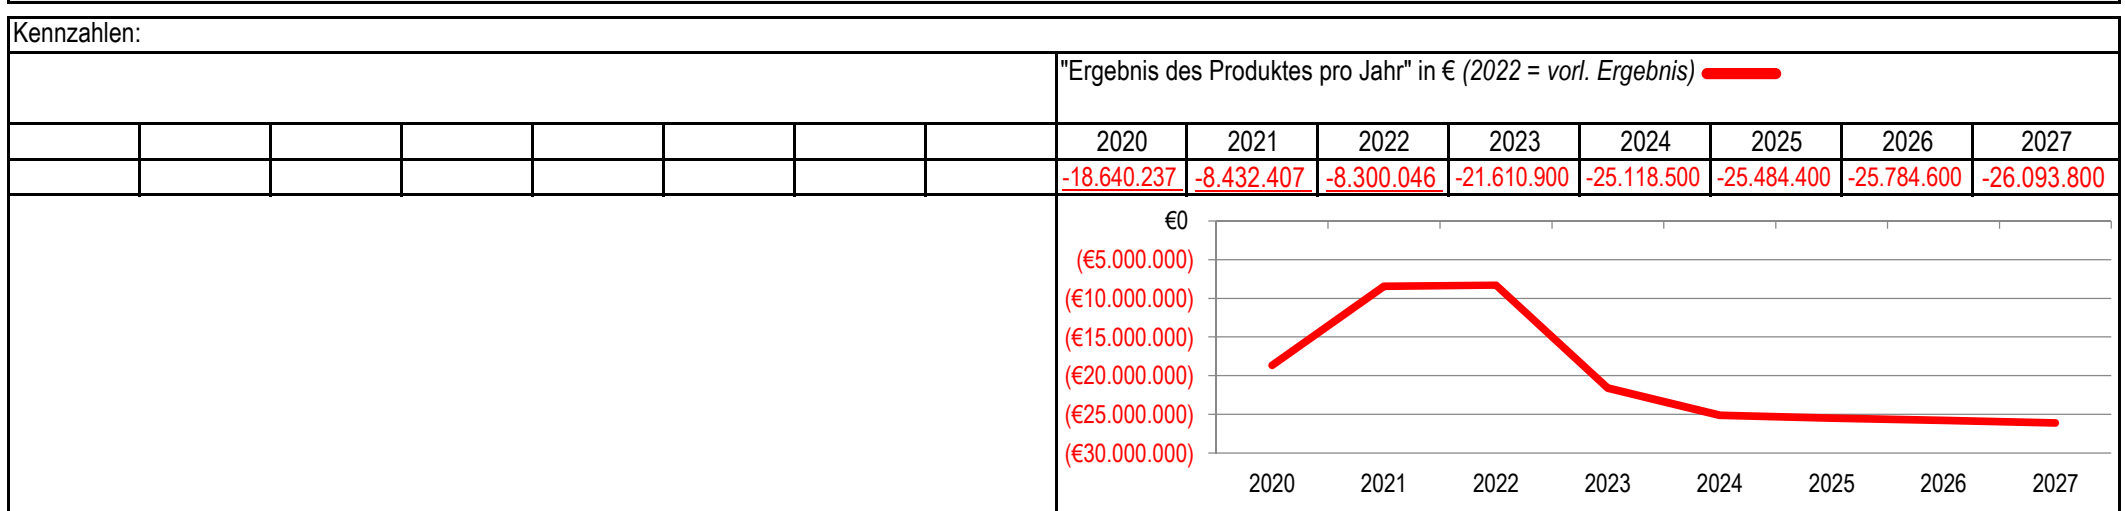 Kennzahlen:
"Ergebnis des Produktes pro Jahr" in € (2022 = vorl. Ergebnis)
2020 2021 2022 2023 2024 2025 2026 2027
-18.640.237 -8.432.407 -8.300.046 -21.610.900 -25.118.500 -25.484.400 -25.784.600 -26.093.800
€0
(€5.000.000)
(€10.000.000)
(€15.000.000)
(€20.000.000)
(€25.000.000)
(€30.000.000)
2020 2021 2022 2023 2024 2025 2026 2027